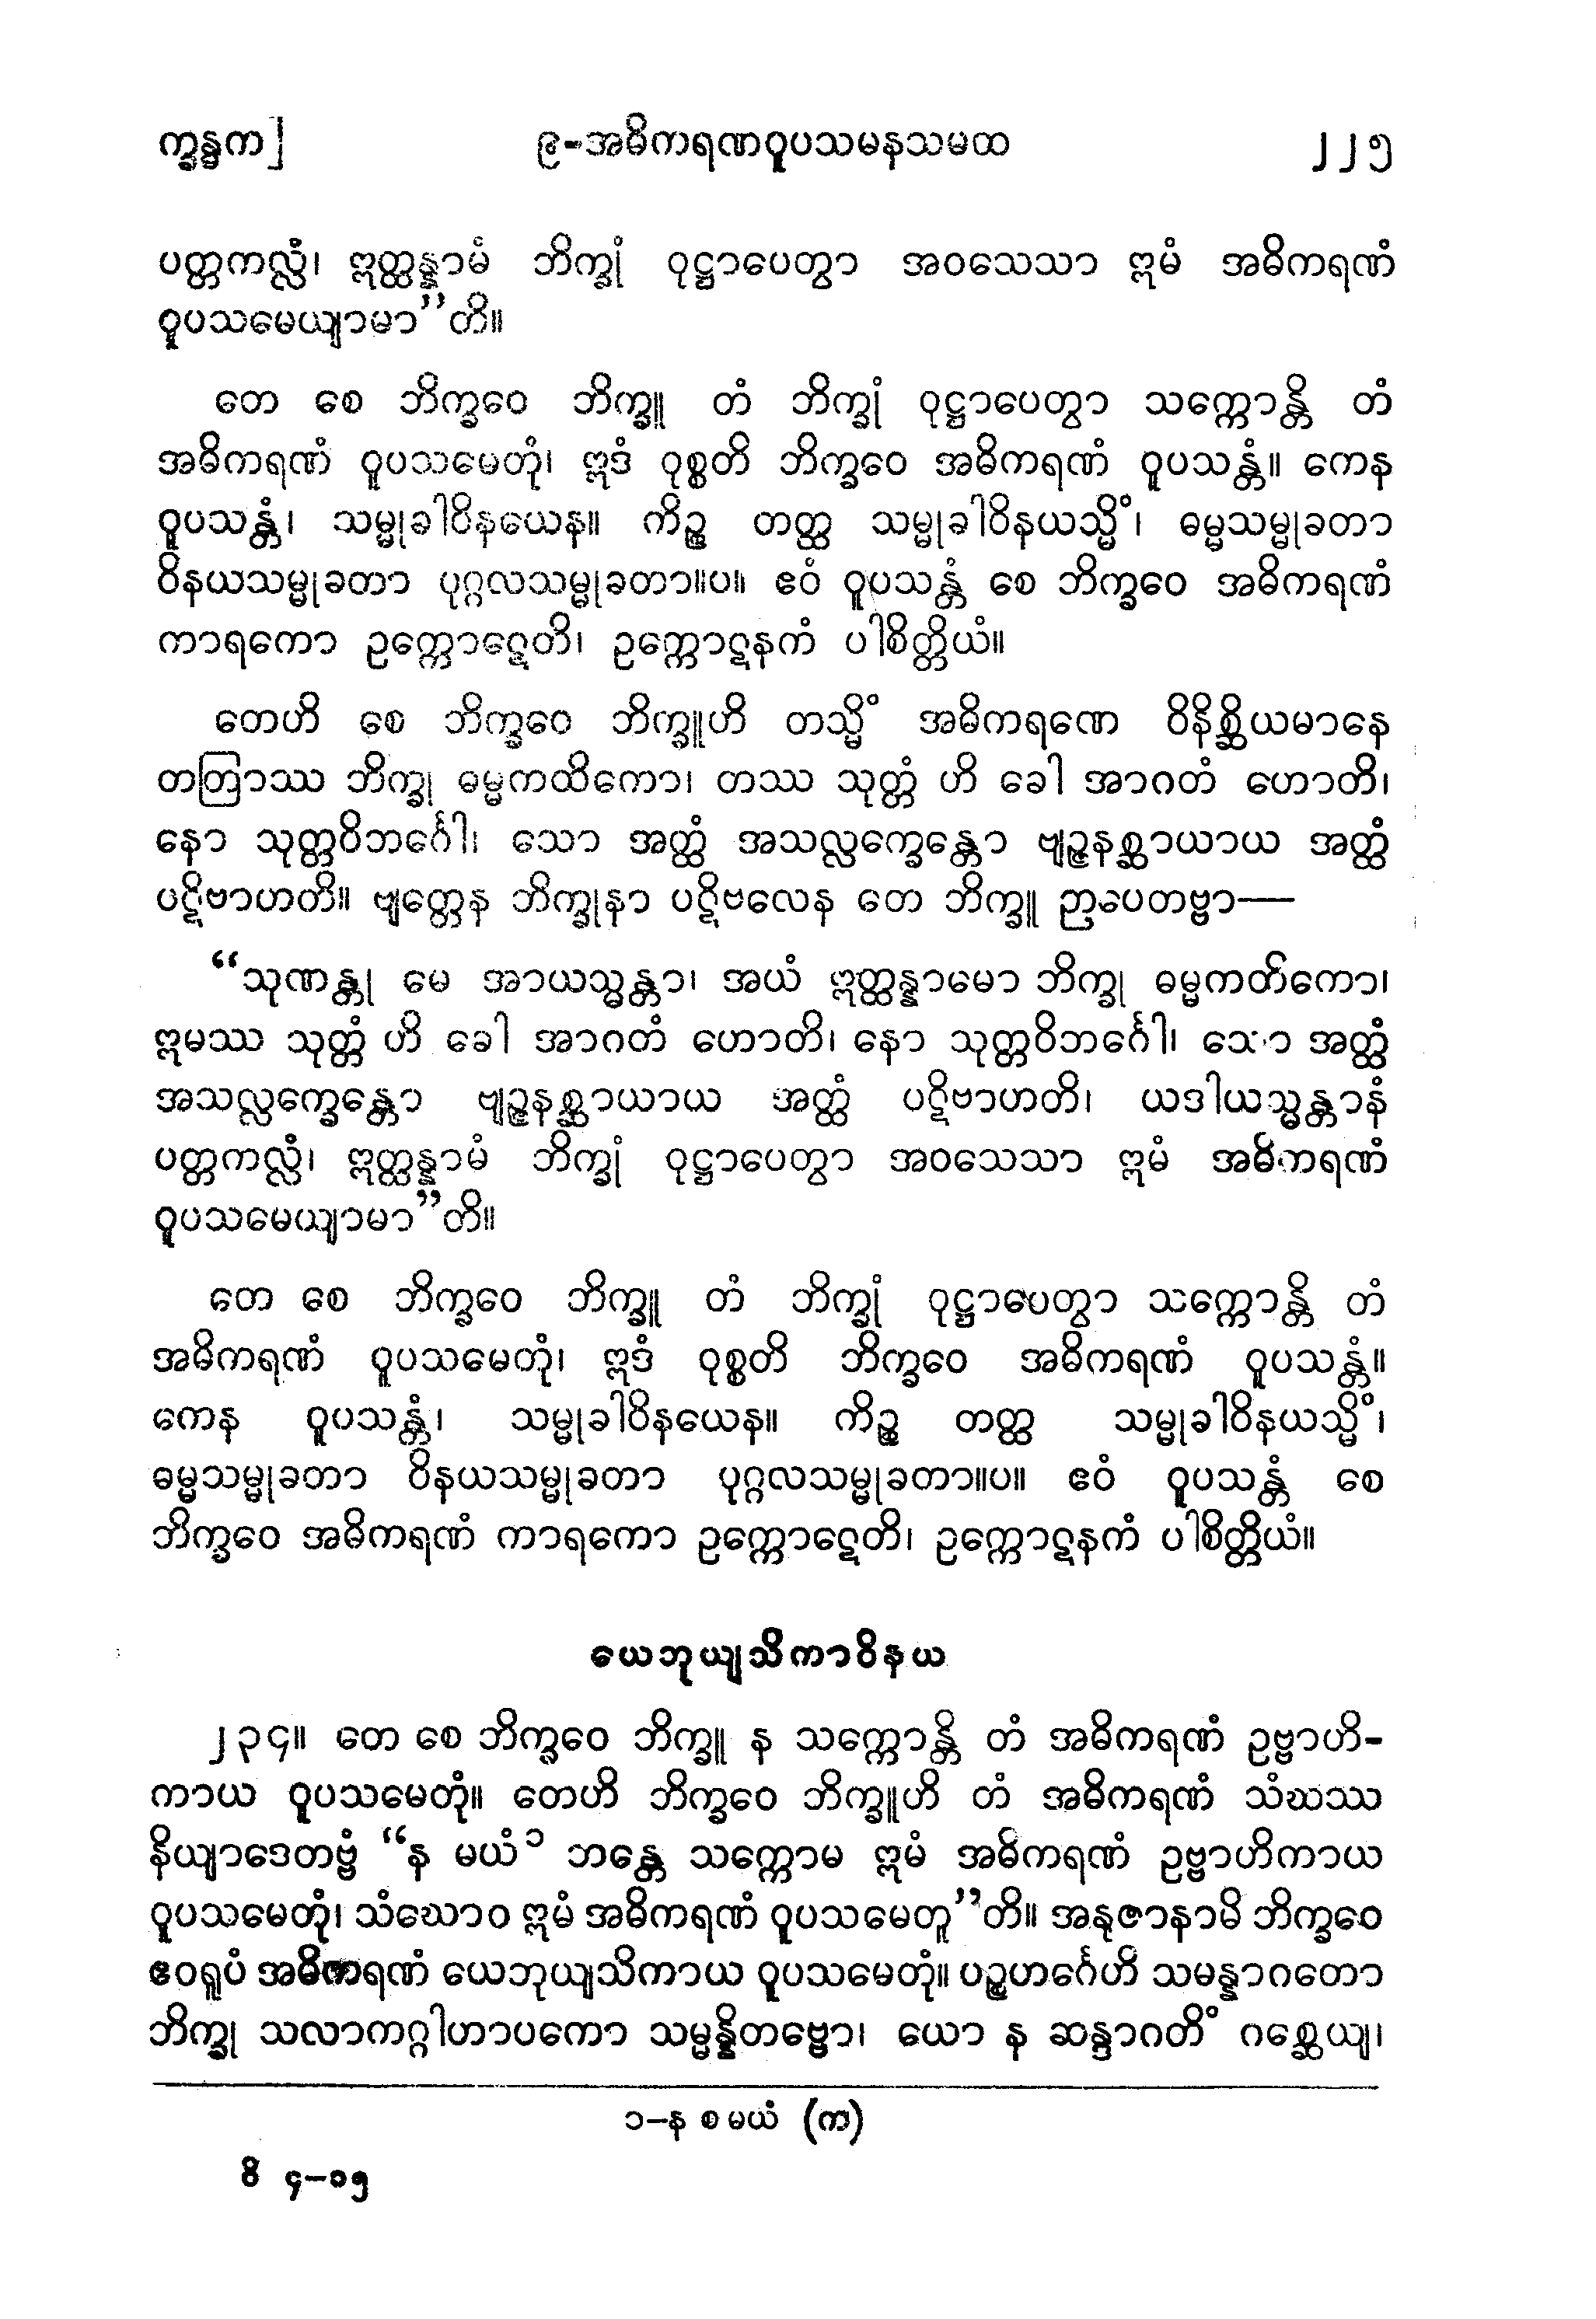 က္ခန္ဓက] ၉-အဓိကရဏဝူပသမနသမထ ၂၂၅
ပတ္တကလ္လံ၊ ဣတ္ထန္နာမံ ဘိက္ခုံ ဝုဋ္ဌာပေတွာ အဝသေသာ ဣမံ အဓိကရဏံ
ဝူပသမေယျာမာ”တိ။
တေ စေ ဘိက္ခဝေ ဘိက္ခူ တံ ဘိက္ခုံ ဝုဋ္ဌာပေတွာ သက္ကောန္တိ တံ
အဓိကရဏံ ဝူပသမေတုံ၊ ဣဒံ ဝုစ္စတိ ဘိက္ခဝေ အဓိကရဏံ ဝူပသန္တံ။ ကေန
ဝူပသန္တံ၊ သမ္မုခါဝိနယေန။ ကိဉ္စ တတ္ထ သမ္မုခါဝိနယသ္မိံ၊ ဓမ္မသမ္မုခတာ
ဝိနယသမ္မုခတာ ပုဂ္ဂလသမ္မုခတာ။ပ။ ဧဝံ ဝူပသန္တံ စေ ဘိက္ခဝေ အဓိကရဏံ
ကာရကော ဥက္ကောဋေတိ၊ ဥက္ကောဋနကံ ပါစိတ္တိယံ။
တေဟိ စေ ဘိက္ခဝေ ဘိက္ခူဟိ တသ္မိံ အဓိကရဏေ ဝိနိစ္ဆိယမာနေ
တတြာဿ ဘိက္ခု ဓမ္မကထိကော၊ တဿ သုတ္တံ ဟိ ခေါ အာဂတံ ဟောတိ၊
နော သုတ္တဝိဘင်္ဂေါ၊ သော အတ္ထံ အသလ္လက္ခေန္တော ဗျဉ္ဇနစ္ဆာယာယ အတ္ထံ
ပဋိဗာဟတိ။ ဗျတ္တေန ဘိက္ခုနာ ပဋိဗလေန တေ ဘိက္ခူ ဉာပေတဗ္ဗာ—
“သုဏန္တု မေ အာယသ္မန္တာ၊ အယံ ဣတ္ထန္နာမော ဘိက္ခု ဓမ္မကထိကော၊
ဣမဿ သုတ္တံ ဟိ ခေါ အာဂတံ ဟောတိ၊ နော သုတ္တဝိဘင်္ဂေါ၊ သော အတ္ထံ
အသလ္လက္ခေန္တော ဗျဉ္ဇနစ္ဆာယာယ အတ္ထံ ပဋိဗာဟတိ၊ ယဒါယသ္မန္တာနံ
ပတ္တကလ္လံ၊ ဣတ္ထန္နာမံ ဘိက္ခုံ ဝုဋ္ဌာပေတွာ အဝသေသာ ဣမံ အဓိကရဏံ
ဝူပသမေယျာမာ”တိ။
တေ စေ ဘိက္ခဝေ ဘိက္ခူ တံ ဘိက္ခုံ ဝုဋ္ဌာပေတွာ သက္ကောန္တိ တံ
အဓိကရဏံ ဝူပသမေတုံ၊ ဣဒံ ဝုစ္စတိ ဘိက္ခဝေ အဓိကရဏံ ဝူပသန္တံ။
ကေန ဝူပသန္တံ၊ သမ္မုခါဝိနယေန။ ကိဉ္စ တတ္ထ သမ္မုခါဝိနယသ္မိံ၊
ဓမ္မသမ္မုခတာ ဝိနယသမ္မုခတာ ပုဂ္ဂလသမ္မုခတာ။ပ။ ဧဝံ ဝူပသန္တံ စေ
ဘိက္ခဝေ အဓိကရဏံ ကာရကော ဥက္ကောဋေတိ၊ ဥက္ကောဋနကံ ပါစိတ္တိယံ။
ယေဘုယျသိကာဝိနယ
၂၃၄။ တေ စေ ဘိက္ခဝေ ဘိက္ခူ န သက္ကောန္တိ တံ အဓိကရဏံ ဥဗ္ဗာဟိ-
ကာယ ဝူပသမေတုံ။ တေဟိ ဘိက္ခဝေ ဘိက္ခူဟိ တံ အဓိကရဏံ သံဃဿ
နိယျာဒေတဗ္ဗံ “န မယံ၁ ဘန္တေ သက္ကောမ ဣမံ အဓိကရဏံ ဥဗ္ဗာဟိကာယ
ဝူပသမေတုံ၊ သံဃောဝ ဣမံ အဓိကရဏံ ဝူပသမေတူ”တိ။ အနုဇာနာမိ ဘိက္ခဝေ
ဧဝရူပံ အဓိကရဏံ ယေဘုယျသိကာယ ဝူပသမေတုံ။ ပဉ္စဟင်္ဂေဟိ သမန္နာဂတော
ဘိက္ခု သလာကဂ္ဂါဟာပကော သမ္မန္နိတဗ္ဗော၊ ယော န ဆန္ဒာဂတိံ ဂစ္ဆေယျ၊
၁-န စ မယံ (က)
ဝိ ၄-၁၅